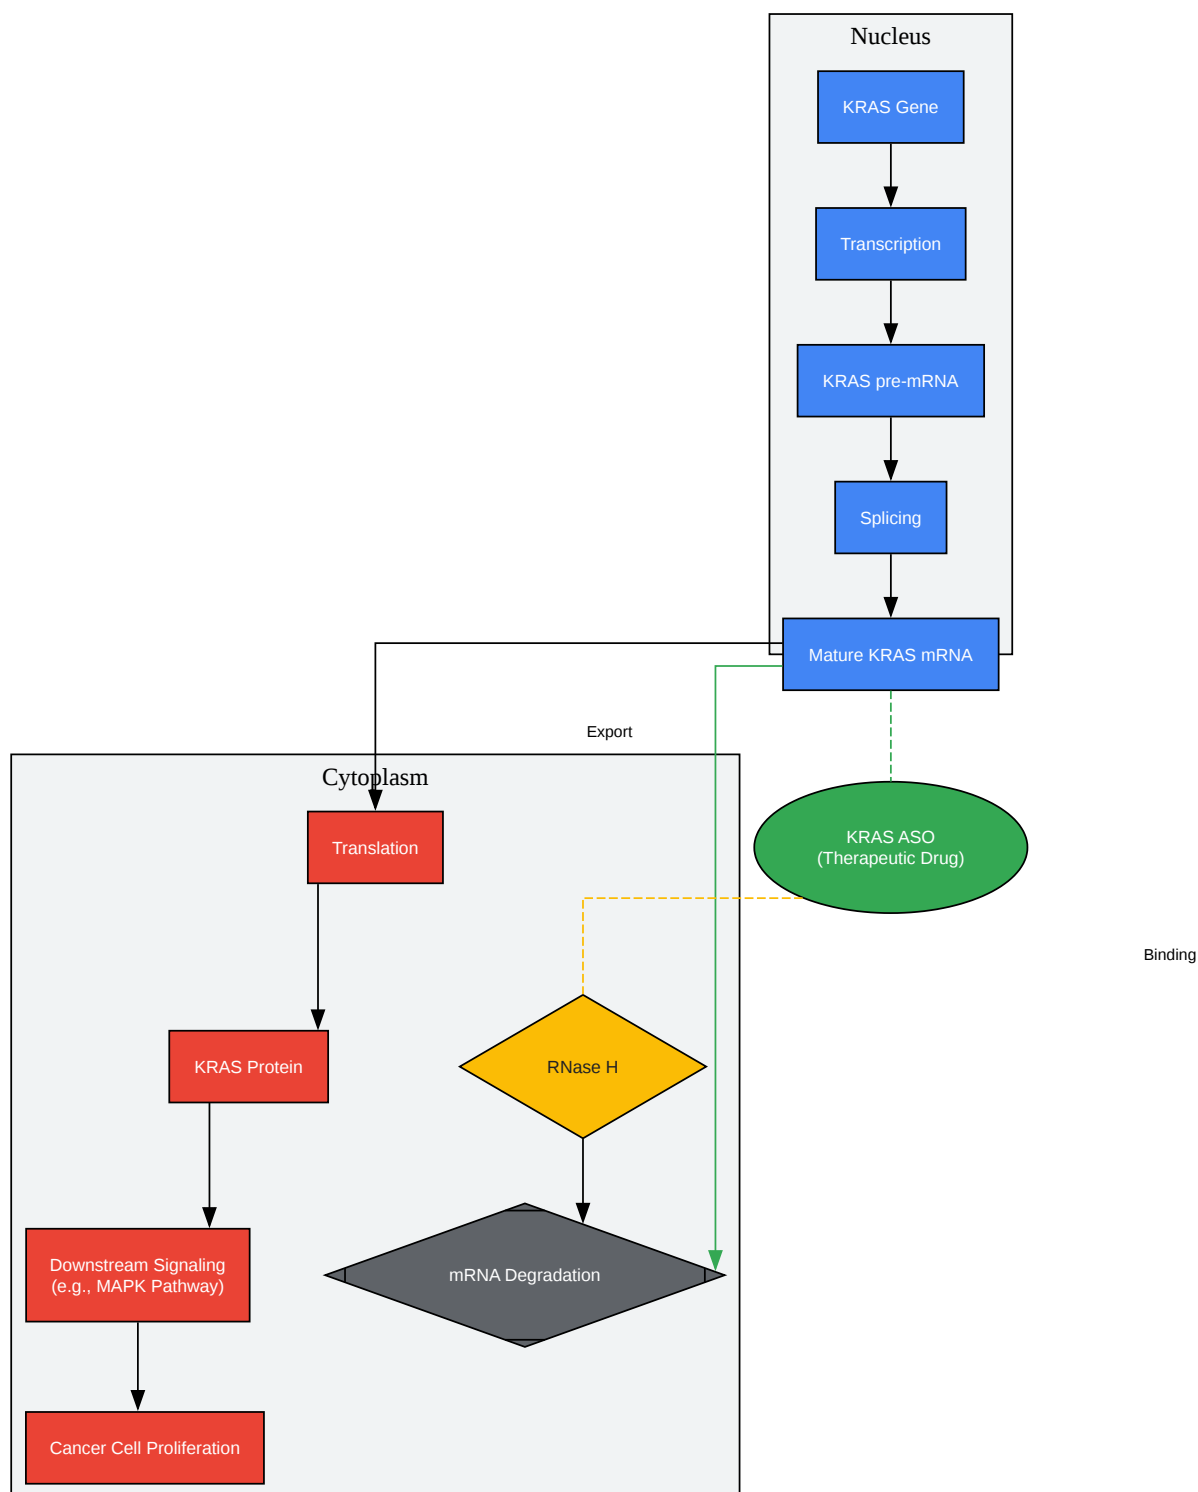 Nucleus
KRAS Gene
Transcription
KRAS pre-mRNA
Splicing
Mature KRAS mRNA
Export
Cytoplasm
Translation
KRAS ASO
(Therapeutic Drug)
Binding
KRAS Protein
RNase H
Downstream Signaling
(e.g., MAPK Pathway)
mRNA Degradation
Cancer Cell Proliferation